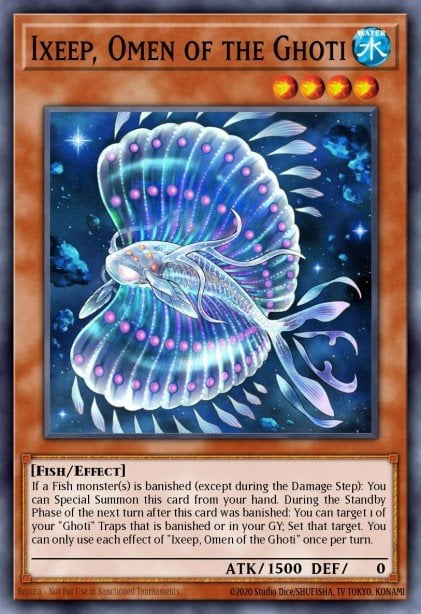 Ixeep, Omen of the Ghoti
WATER
水
[Fish/Effect]
If a Fish monster(s) is banished (except during the Damage Step): You
can Special Summon this card from your hand. During the Standby
Phase of the next turn after this card was banished: You can target 1 of
your "Ghoti" Traps that is banished or in your GY; Set that target. You
can only use each effect of "Ixeep, Omen of the Ghoti" once per turn.
ATK/1500 DEF/ 0
Replica - Not For Use in Sanctioned Tournaments
©2020 Studio Dice/SHUEISHA, TV TOKYO, KONAMI